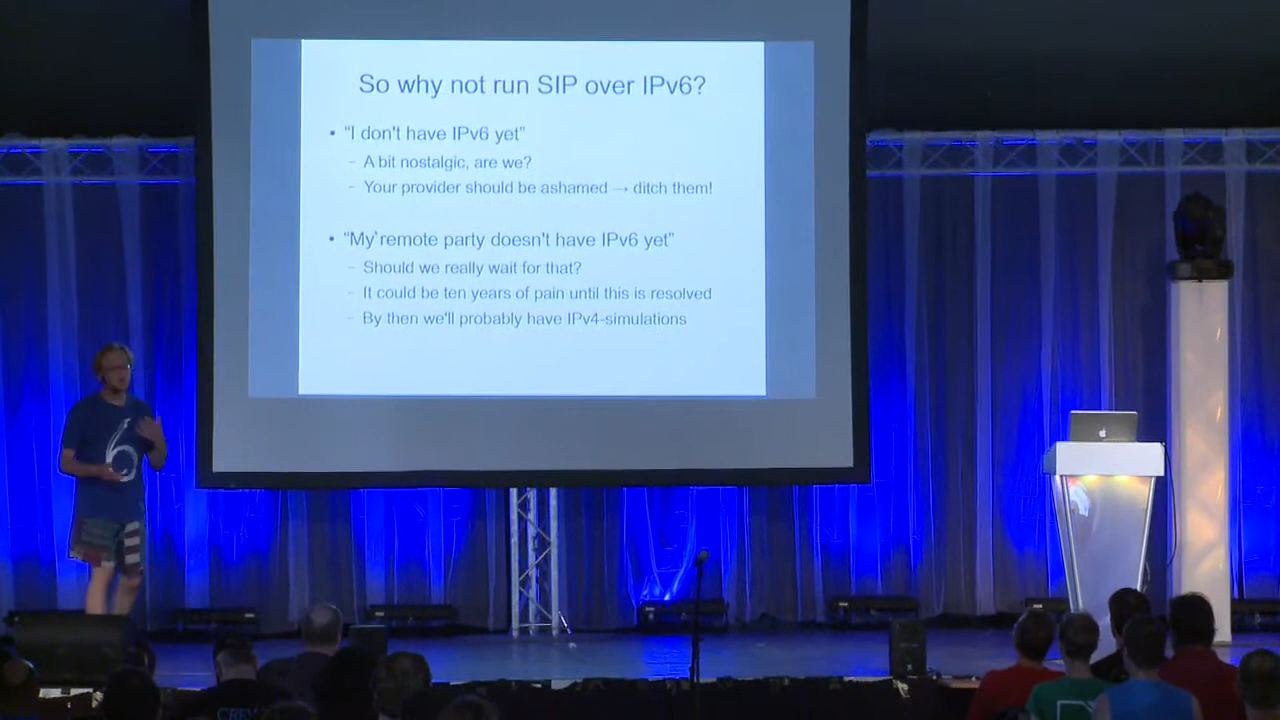 So why not run SIP over IPv6?
• “I don't have IPv6 yet”
– A bit nostalgic, are we?
– Your provider should be ashamed → ditch them!
• “My`remote party doesn't have IPv6 yet”
– Should we really wait for that?
– It could be ten years of pain until this is resolved
– By then we'll probably have IPv4-simulations
6
CREW